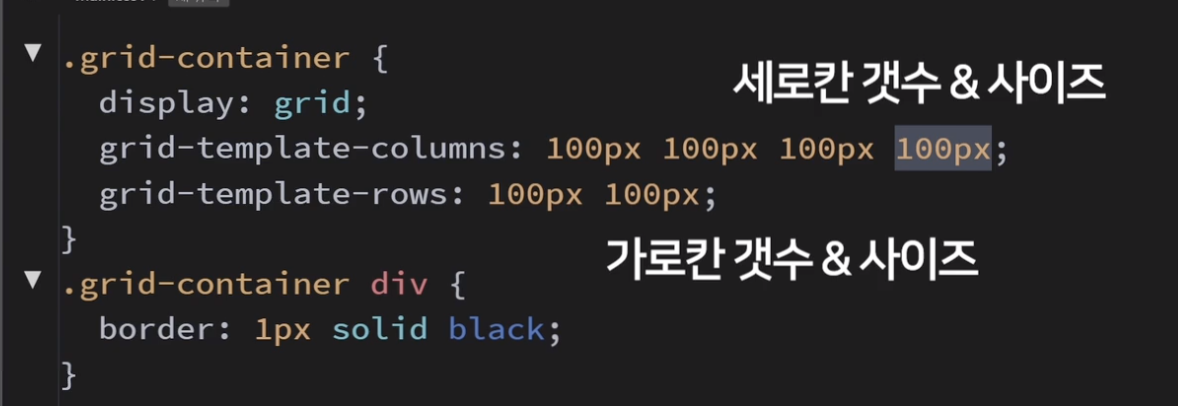 .grid-container {
display: grid;
세로칸 갯수 & 사이즈
grid-template-columns: 100px 100px 100px 100px;
grid-template-rows: 100px 100px;
}
가로칸 갯수 & 사이즈
.grid-container div {
border: 1px solid black;
}